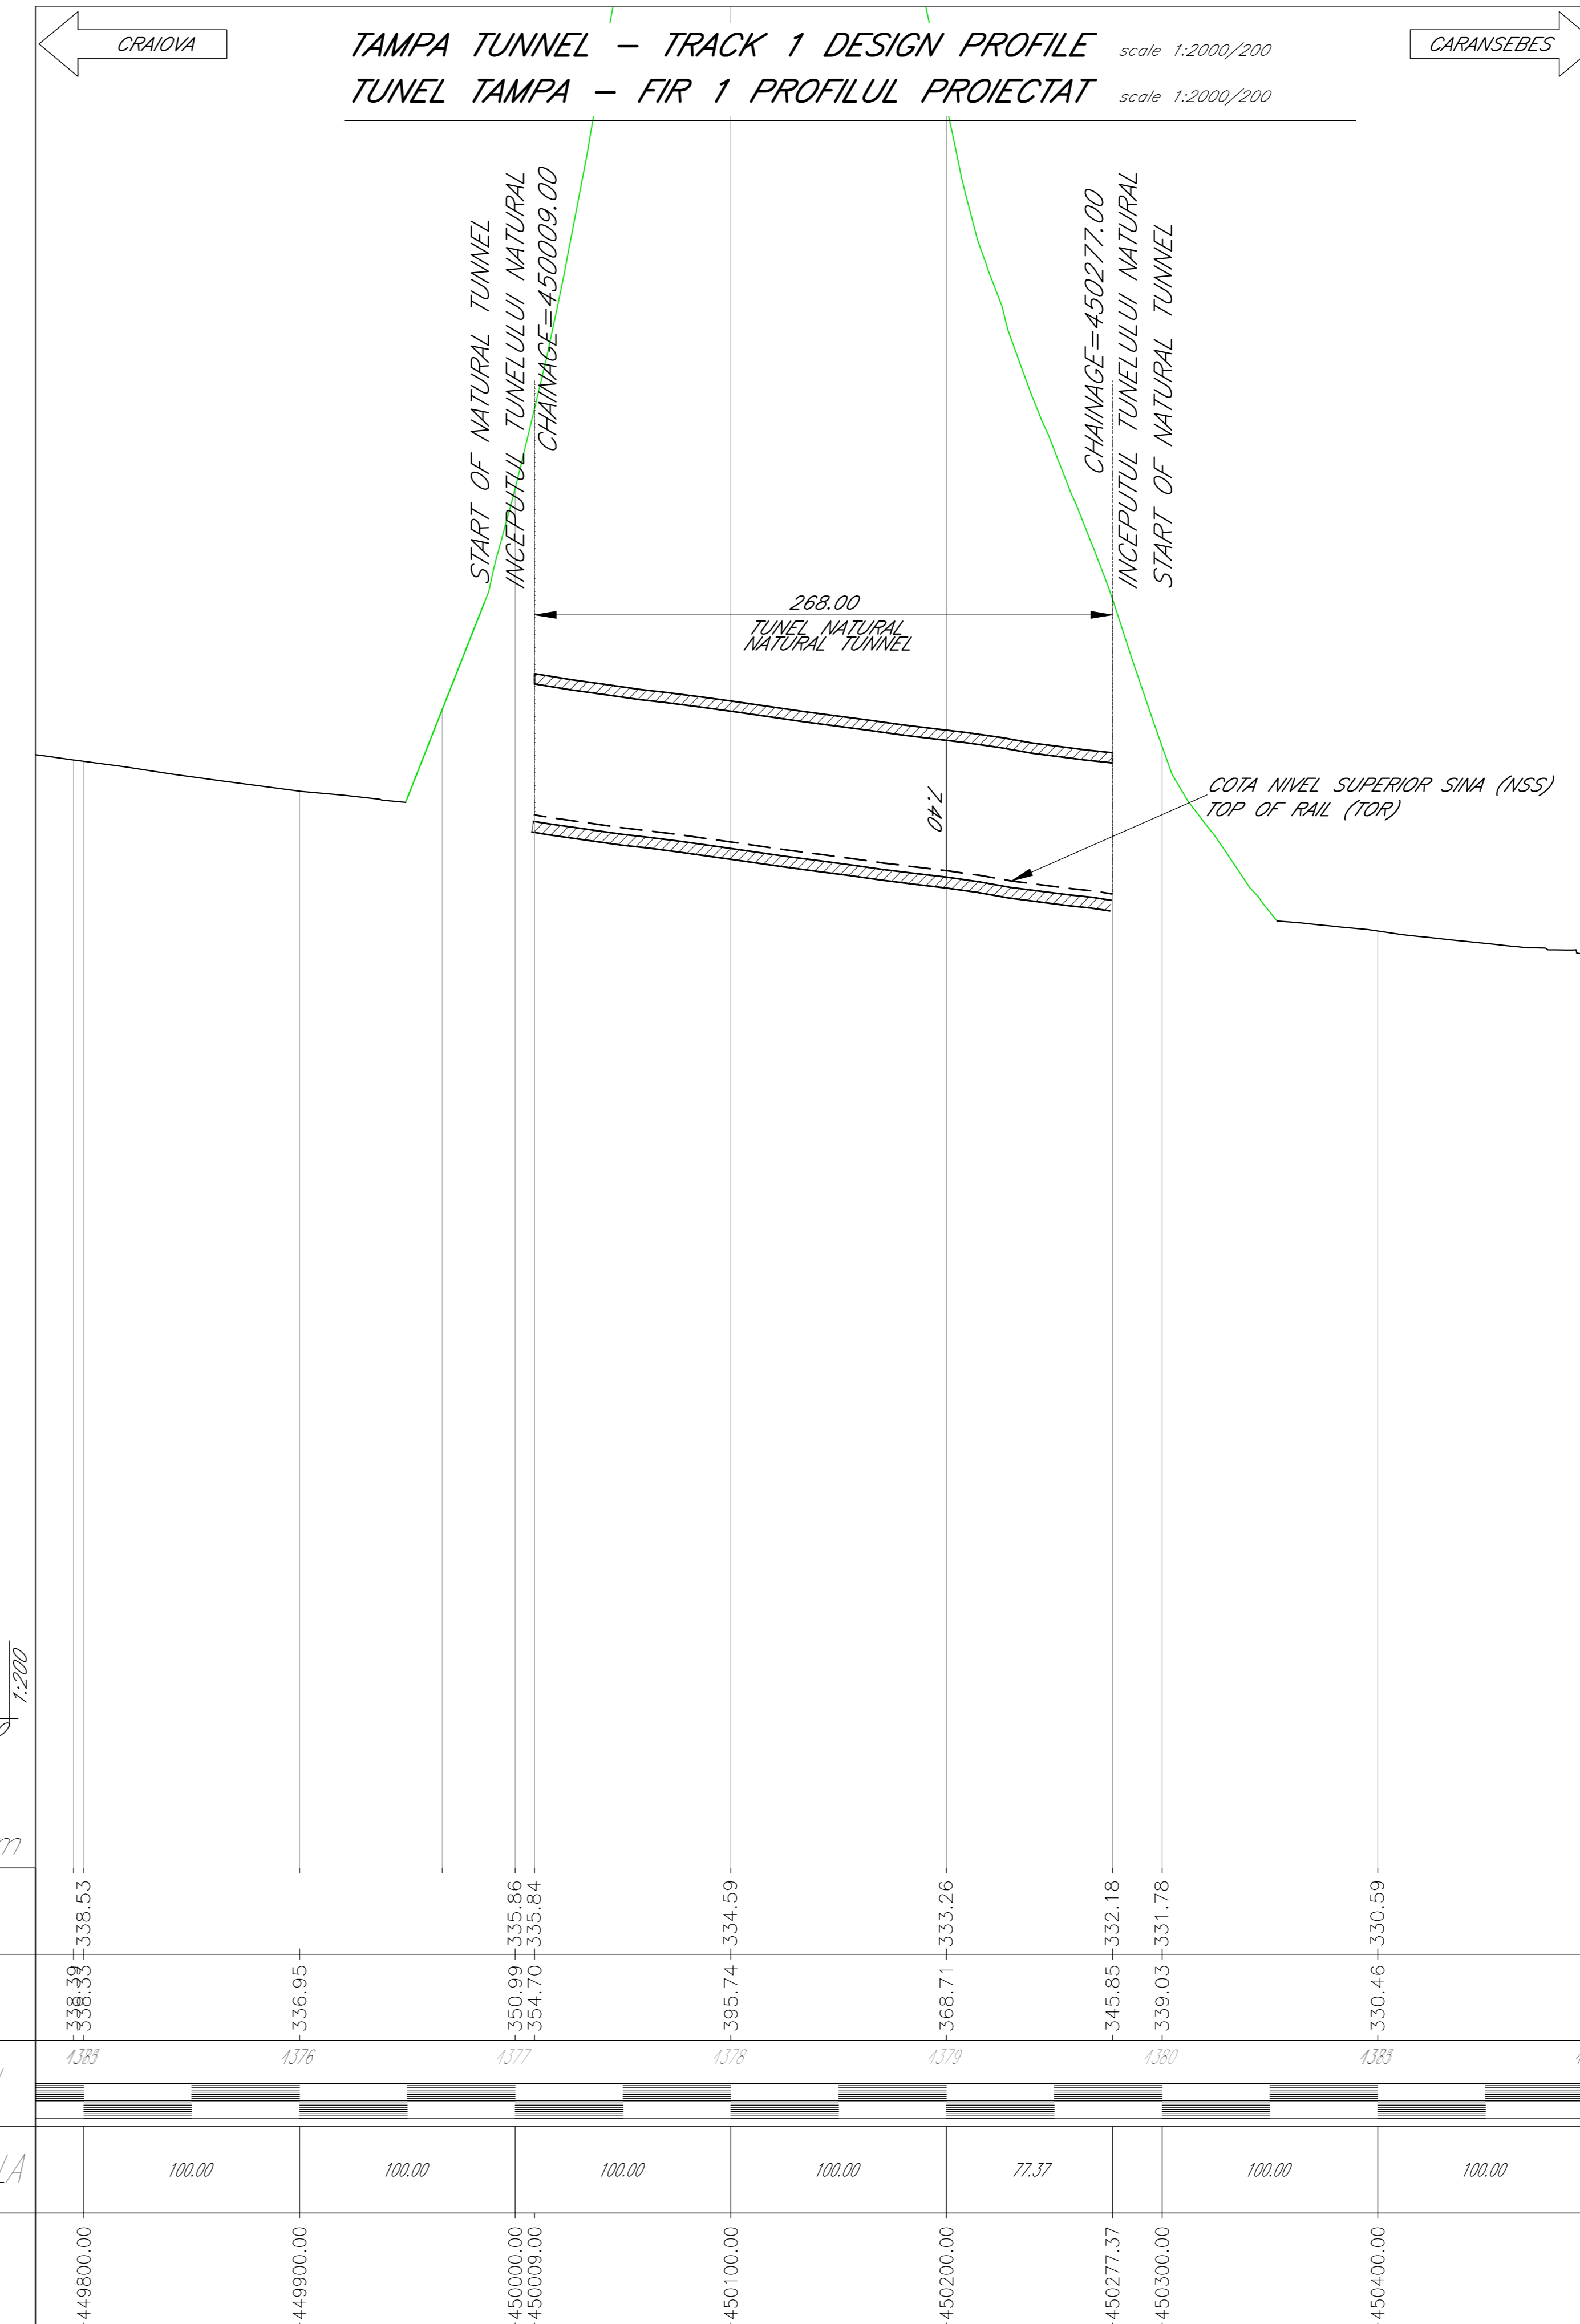 CRAIOVA
TAMPA TUNNEL – TRACK 1 DESIGN PROFILE scale 1:2000/200
CARANSEBES
TUNEL TAMPA – FIR 1 PROFILUL PROIECTAT scale 1:2000/200
START OF NATURAL TUNNEL
INCEPUTUL TUNELULUI NATURAL
CHAINAGE=450009.00
CHAINAGE=450277.00
INCEPUTUL TUNELULUI NATURAL
START OF NATURAL TUNNEL
268.00
TUNEL NATURAL
NATURAL TUNNEL
7.40
COTA NIVEL SUPERIOR SINA (NSS)
TOP OF RAIL (TOR)
1:200
m
338.53 335.86 335.84 334.59 333.26 332.18 331.78 330.59
338.39 338.33 336.95 350.99 354.70 395.74 368.71 345.85 339.03 330.46
4376 4377 4378 4379 4380
LA 100.00 100.00 100.00 100.00 77.37 100.00 100.00
449800.00 449900.00 450000.00 450009.00 450100.00 450200.00 450277.37 450300.00 450400.00